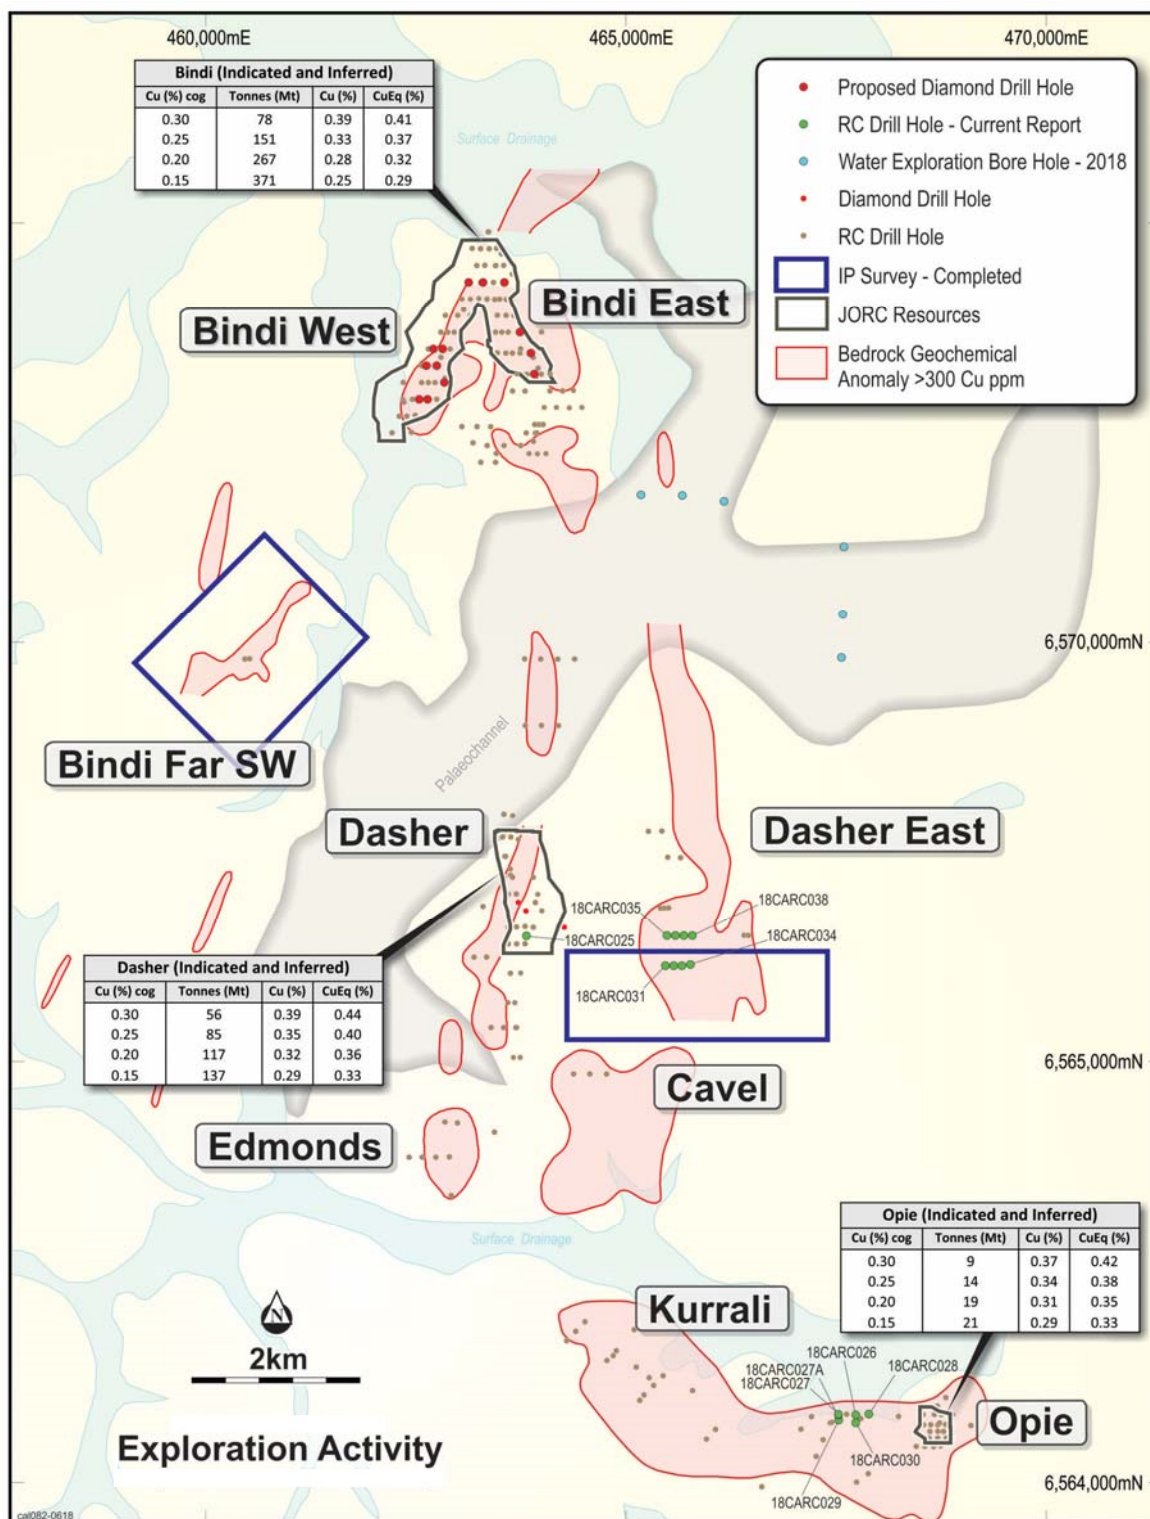 460,000mE 465,000mE 470,000mE
Bindi (Indicated and Inferred)
Cu (%) cog Tonnes (Mt) Cu (%) CuEq (%)
0.30 78 0.39 0.41
0.25 151 0.33 0.37
0.20 267 0.28 0.32
0.15 371 0.25 0.29
Proposed Diamond Drill Hole
RC Drill Hole - Current Report
Water Exploration Bore Hole - 2018
Diamond Drill Hole
RC Drill Hole
IP Survey - Completed
JORC Resources
Bedrock Geochemical
Anomaly >300 Cu ppm
Surface Drainage
Bindi West
Bindi East
6,570,000mN
Bindi Far SW
Palaeochannel
Dasher
Dasher East
18CARC035
18CARC038
18CARC025
18CARC034
18CARC031
Dasher (Indicated and Inferred)
Cu (%) cog Tonnes (Mt) Cu (%) CuEq (%)
0.30 56 0.39 0.44
0.25 85 0.35 0.40
0.20 117 0.32 0.36
0.15 137 0.29 0.33
6,565,000mN
Cavel
Edmonds
Surface Drainage
Opie (Indicated and Inferred)
Cu (%) cog Tonnes (Mt) Cu (%) CuEq (%)
0.30 9 0.37 0.42
0.25 14 0.34 0.38
0.20 19 0.31 0.35
0.15 21 0.29 0.33
N
2km
Kurrali
18CARC026
18CARC027A
18CARC028
18CARC027
Opie
18CARC030
18CARC029
Exploration Activity
6,564,000mN
cal082-0618